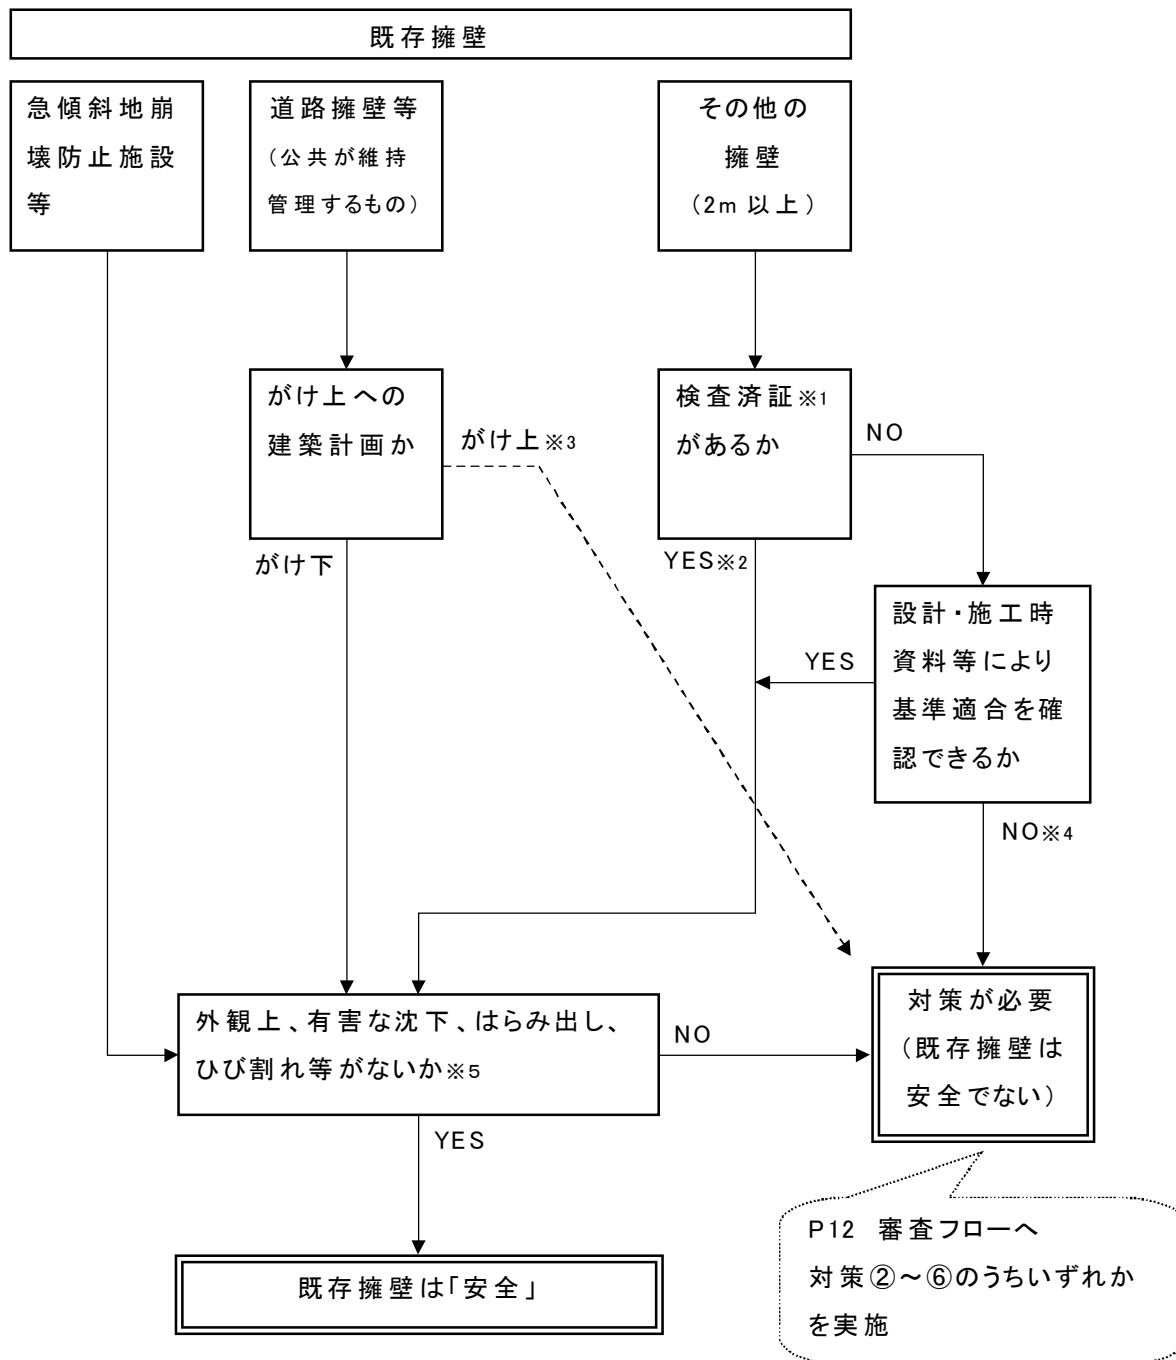 既存擁壁
急傾斜地崩
壊防止施設
等
道路擁壁等
（公共が維持
管理するもの）
その他の
擁壁
（2m以上）
がけ上への
建築計画か
がけ上※3
がけ下
検査済証※1
があるか
NO
YES※2
設計・施工時
資料等により
基準適合を確
認できるか
YES
NO※4
外観上、有害な沈下、はらみ出し、
ひび割れ等がないか※5
NO
YES
対策が必要
（既存擁壁は
安全でない）
P12 審査フローへ
対策②～⑥のうちいずれか
を実施
既存擁壁は「安全」